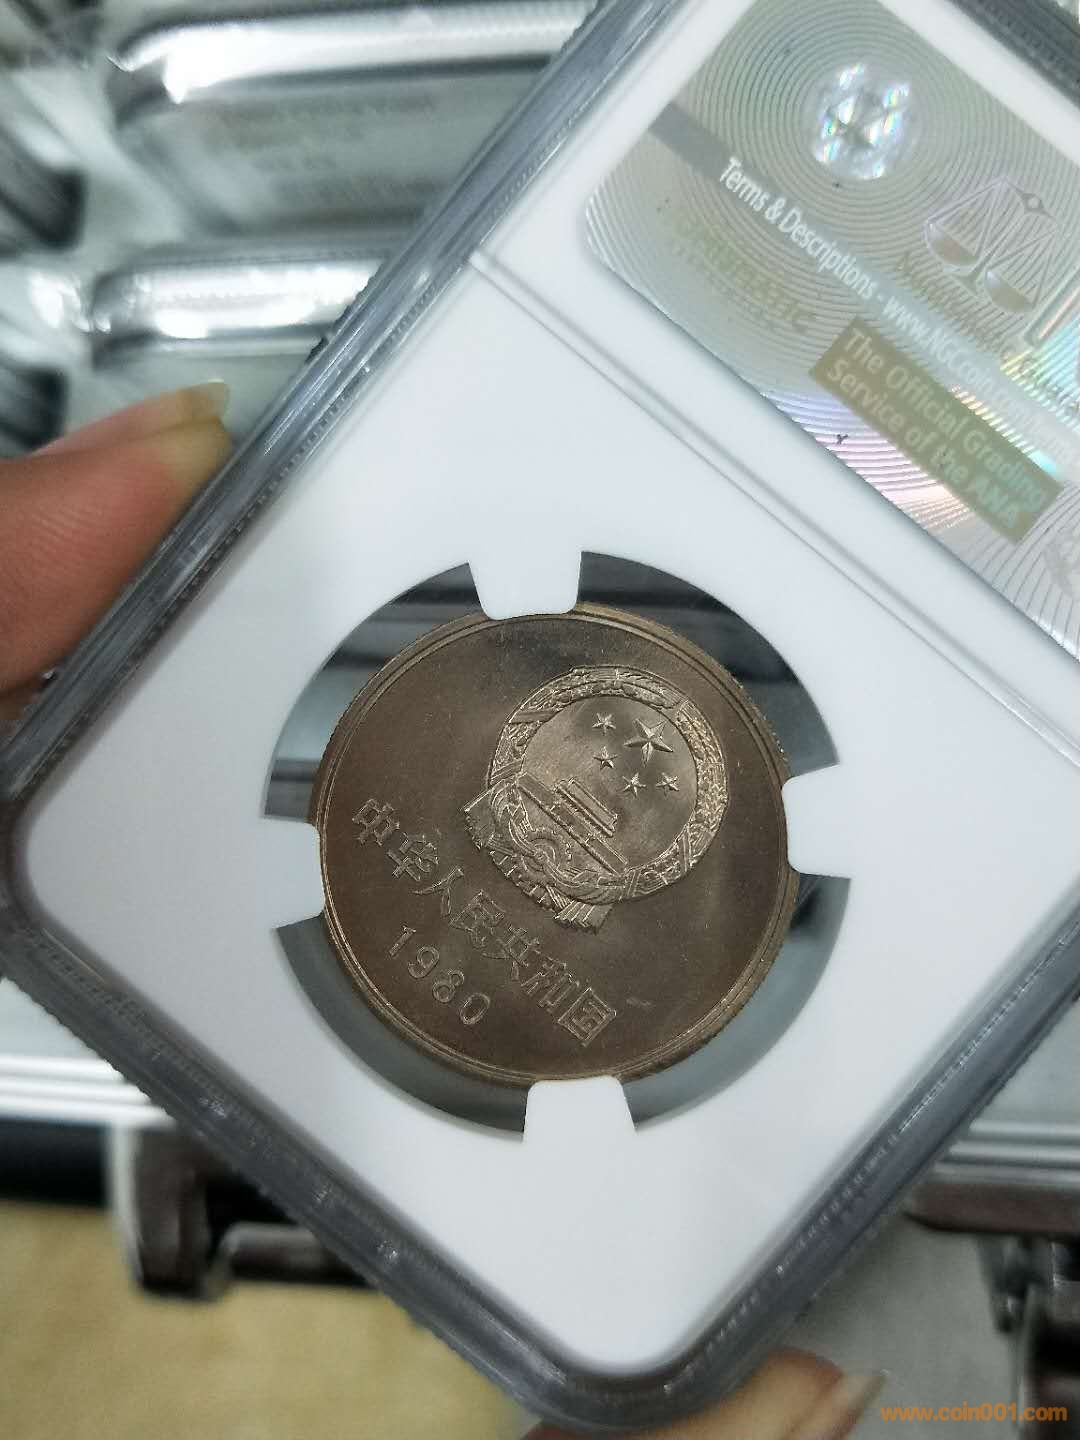 Terms & Descriptions - www.NGCcoin.com
The Official Grading
Service of the ANA
中华人民共和国
1980
www.coin001.com